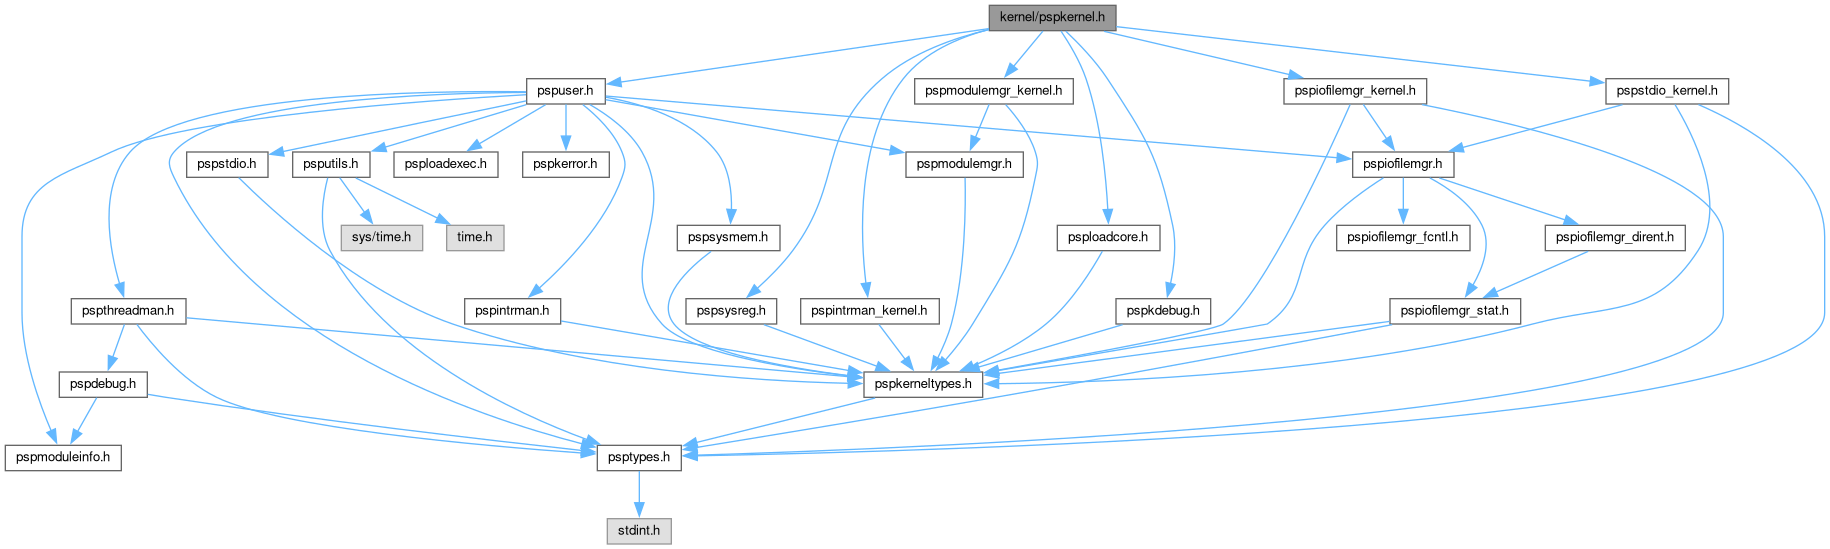 kernel/pspkernel.h
pspuser.h
pspmodulemgr_kernel.h
pspiofilemgr_kernel.h
pspstdio_kernel.h
pspstdio.h
psputils.h
psploadexec.h
pspkerror.h
pspmodulemgr.h
pspiofilemgr.h
sys/time.h
time.h
pspsysmem.h
psploadcore.h
pspiofilemgr_fcntl.h
pspiofilemgr_dirent.h
pspthreadman.h
pspintrman.h
pspsysreg.h
pspintrman_kernel.h
pspkdebug.h
pspiofilemgr_stat.h
pspdebug.h
pspkerneltypes.h
pspmoduleinfo.h
psptypes.h
stdint.h